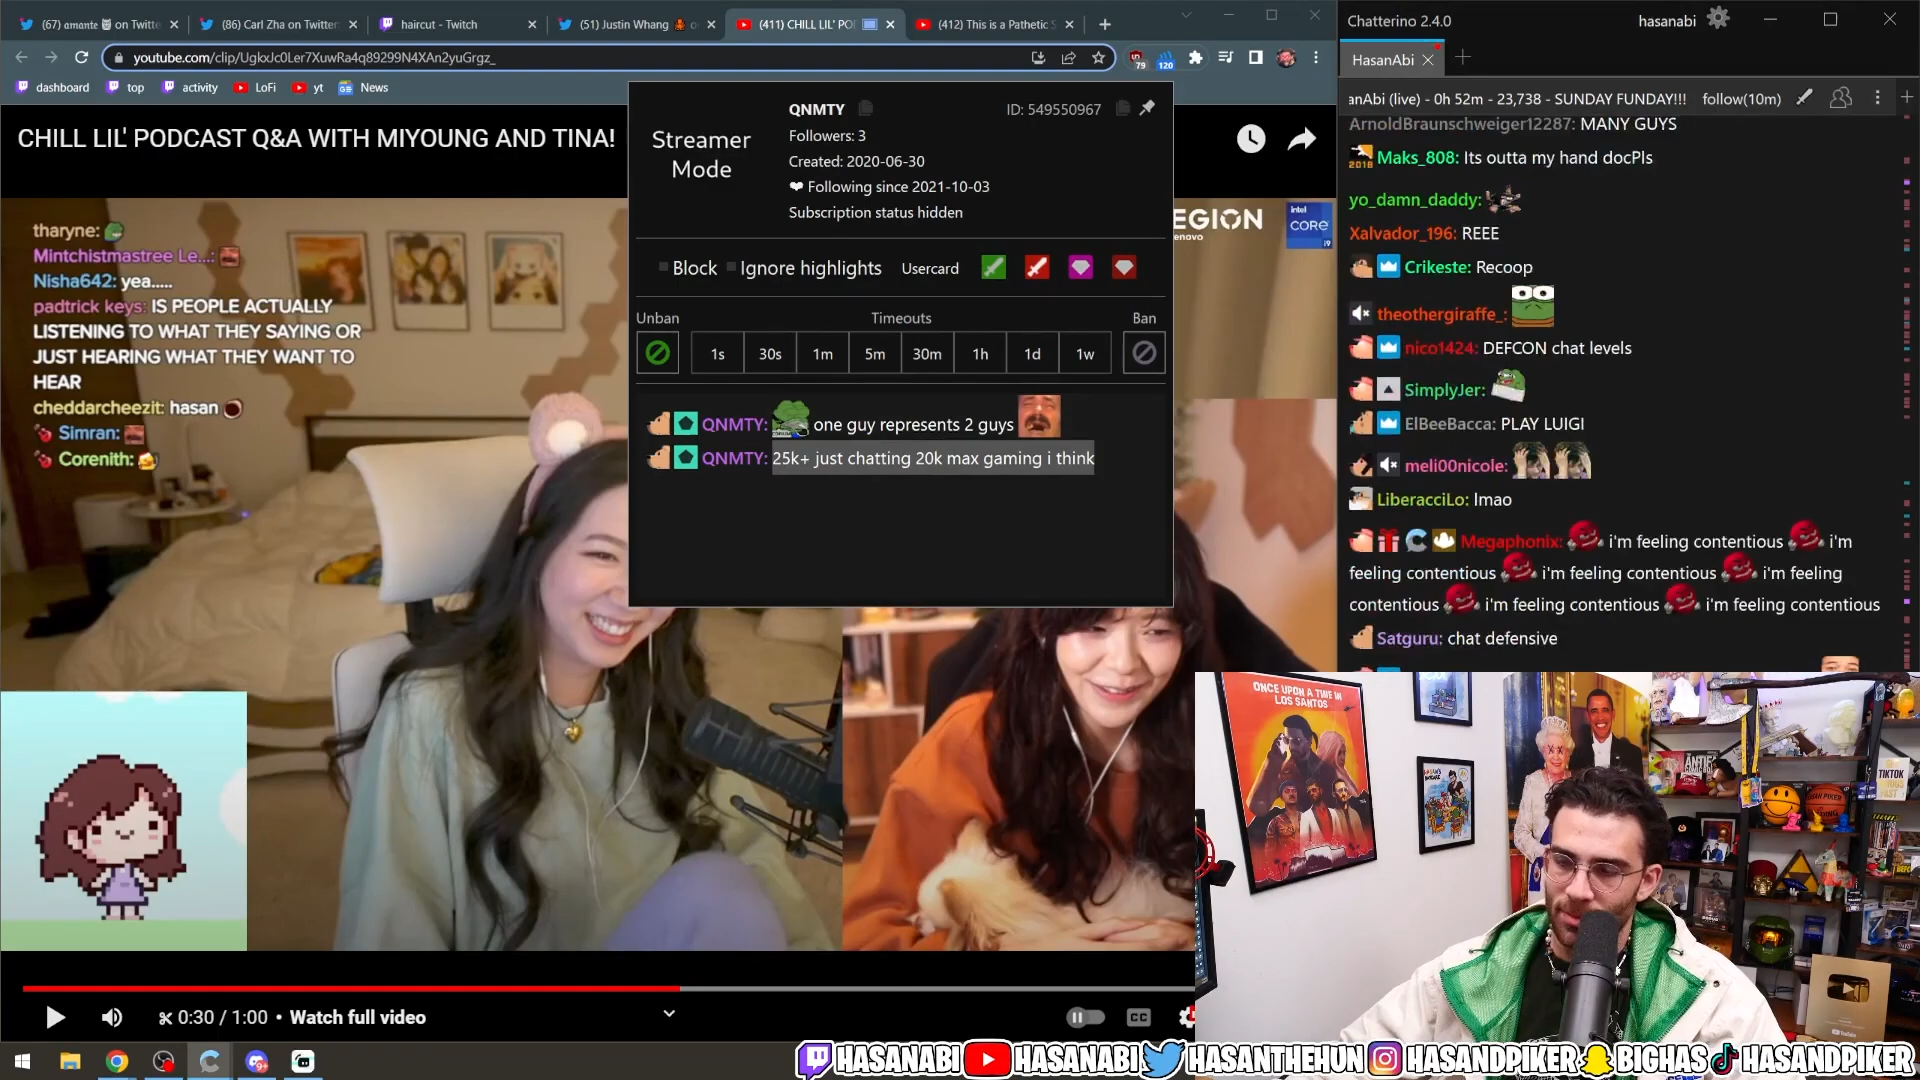 (67) amante on Twitte
(86) Carl Zha on Twitter
haircut - Twitch
(51) Justin Whang
(411) CHILL LIL' PO
(412) This is a Pathetic S
youtube.com/clip/UgkxJc0Ler7XuwRa4q89299N4XAn2yuGrgz_
79
120
dashboard
top
activity
LoFi
yt
News
CHILL LIL' PODCAST Q&A WITH MIYOUNG AND TINA!
tharyne:
Mintchistmastree Le...:
Nisha642: yea.....
padtrick keys: IS PEOPLE ACTUALLY
LISTENING TO WHAT THEY SAYING OR
JUST HEARING WHAT THEY WANT TO
HEAR
cheddarcheezit: hasan
Simran:
Corenith:
Streamer
Mode
QNMTY
ID: 549550967
Followers: 3
Created: 2020-06-30
❤ Following since 2021-10-03
Subscription status hidden
Block
Ignore highlights
Usercard
Unban
Timeouts
Ban
1s
30s
1m
5m
30m
1h
1d
1w
QNMTY: one guy represents 2 guys
QNMTY: 25k+ just chatting 20k max gaming i think
EGION
enovo
intel
CORE
i9
0:30 / 1:00 • Watch full video
CC
Chatterino 2.4.0
hasanabi
HasanAbi
anAbi (live) - 0h 52m - 23,738 - SUNDAY FUNDAY!!!
follow(10m)
ArnoldBraunschweiger12287: MANY GUYS
2018
Maks_808: Its outta my hand docPls
yo_damn_daddy:
Xalvador_196: REEE
Crikeste: Recoop
theothergiraffe_:
nico1424: DEFCON chat levels
SimplyJer:
ElBeeBacca: PLAY LUIGI
meli00nicole:
LiberacciLo: lmao
Megaphonix: i'm feeling contentious i'm
feeling contentious i'm feeling contentious i'm feeling
contentious i'm feeling contentious i'm feeling contentious
Satguru: chat defensive
ONCE UPON A TIME IN
LOS SANTOS
TIKTOK
HASANABI
HASANABI
HASANTHEHUN
HASANDPIKER
BIGHAS
HASANDPIKER